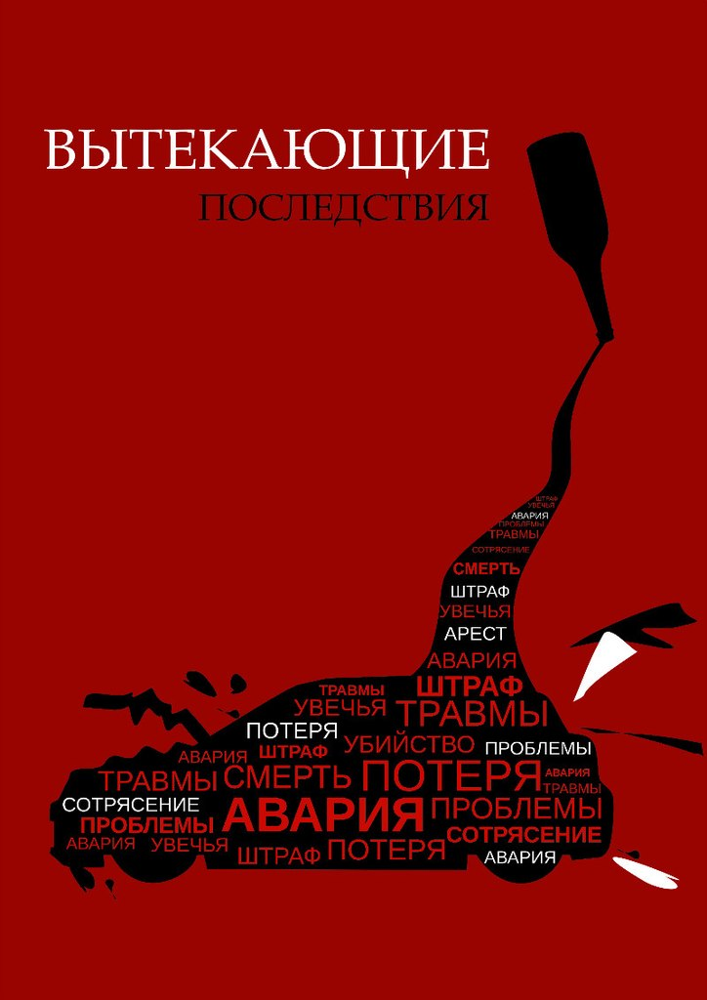 ВЫТЕКАЮЩИЕ
ПОСЛЕДСТВИЯ
ШТРАФ
УВЕЧЬЯ
АВАРИЯ
ПРОБЛЕМЫ
ТРАВМЫ
СОТРЯСЕНИЕ
СМЕРТЬ
ШТРАФ
УВЕЧЬЯ
АРЕСТ
АВАРИЯ
ТРАВМЫ ШТРАФ
УВЕЧЬЯ ТРАВМЫ
ПОТЕРЯ УБИЙСТВО ПРОБЛЕМЫ
АВАРИЯ ШТРАФ
ТРАВМЫ СМЕРТЬ ПОТЕРЯ АВАРИЯ
ТРАВМЫ
СОТРЯСЕНИЕ АВАРИЯ ПРОБЛЕМЫ
ПРОБЛЕМЫ СОТРЯСЕНИЕ
АВАРИЯ УВЕЧЬЯ ШТРАФ ПОТЕРЯ АВАРИЯ